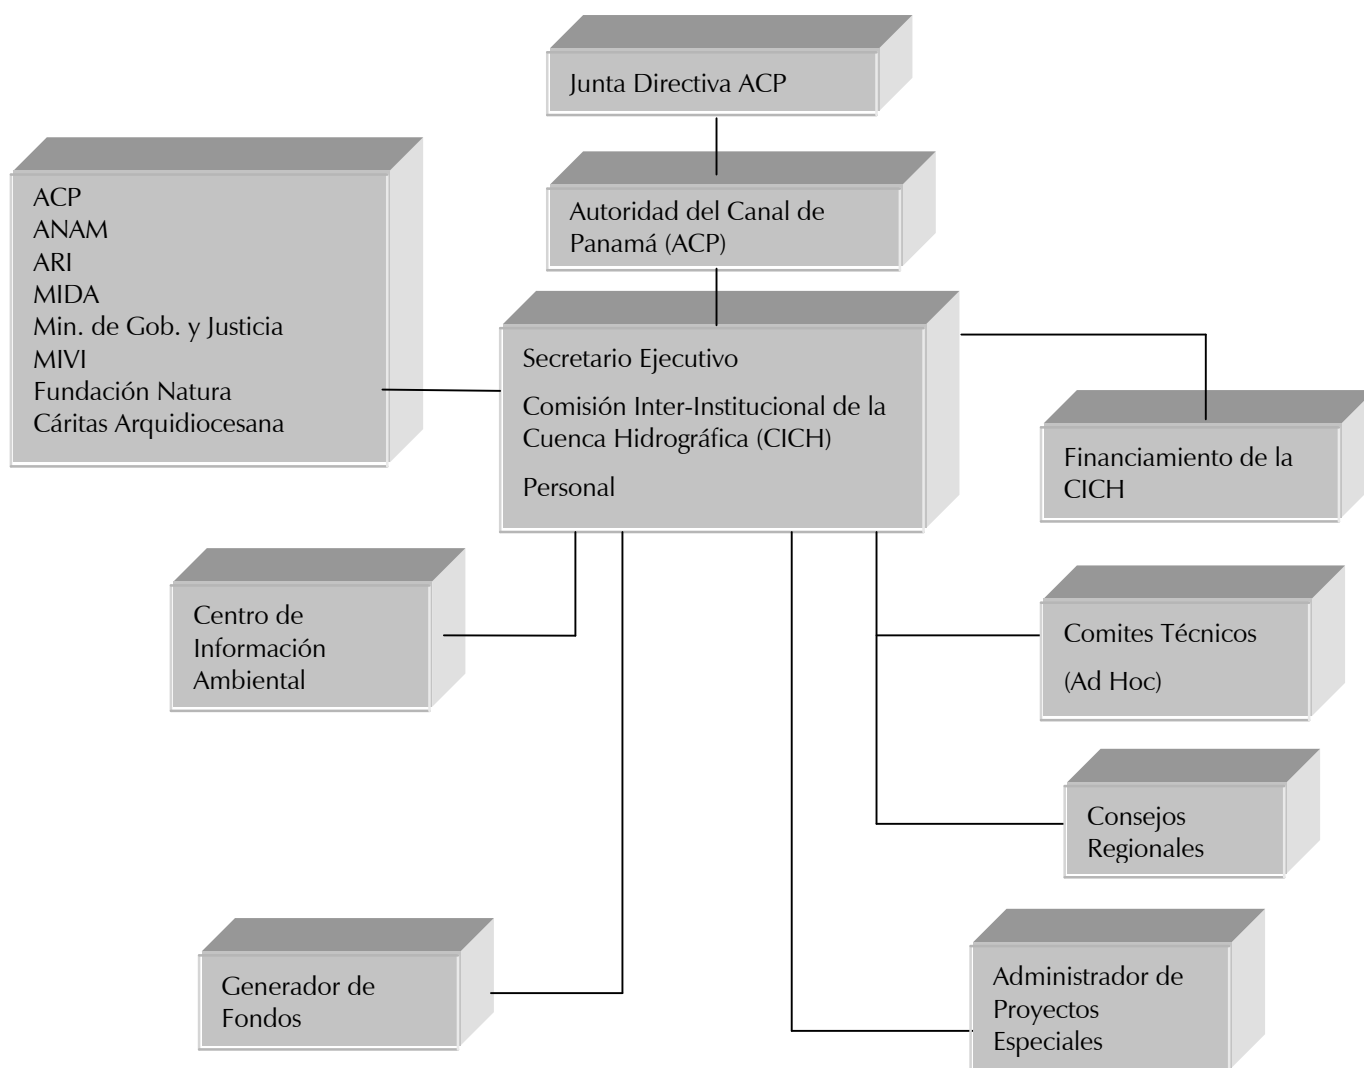 Junta Directiva ACP
Autoridad del Canal de
Panamá (ACP)
ACP
ANAM
ARI
MIDA
Min. de Gob. y Justicia
MIVI
Fundación Natura
Cáritas Arquidiocesana
Secretario Ejecutivo
Comisión Inter-Institucional de la
Cuenca Hidrográfica (CICH)
Personal
Financiamiento de la
CICH
Centro de
Información
Ambiental
Comites Técnicos
(Ad Hoc)
Consejos
Regionales
Generador de
Fondos
Administrador de
Proyectos
Especiales